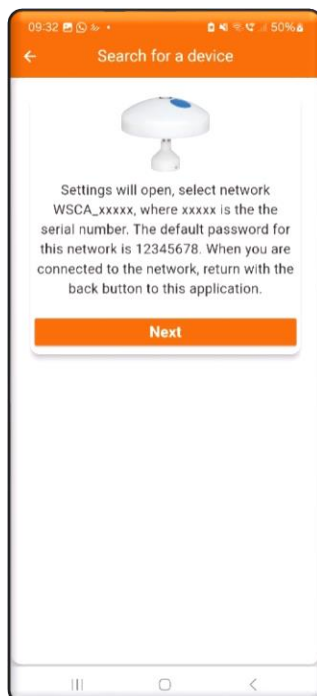 09:32
50%
Search for a device
Settings will open, select network
WSCA_xxxxx, where xxxxx is the the
serial number. The default password for
this network is 12345678. When you are
connected to the network, return with the
back button to this application.
Next